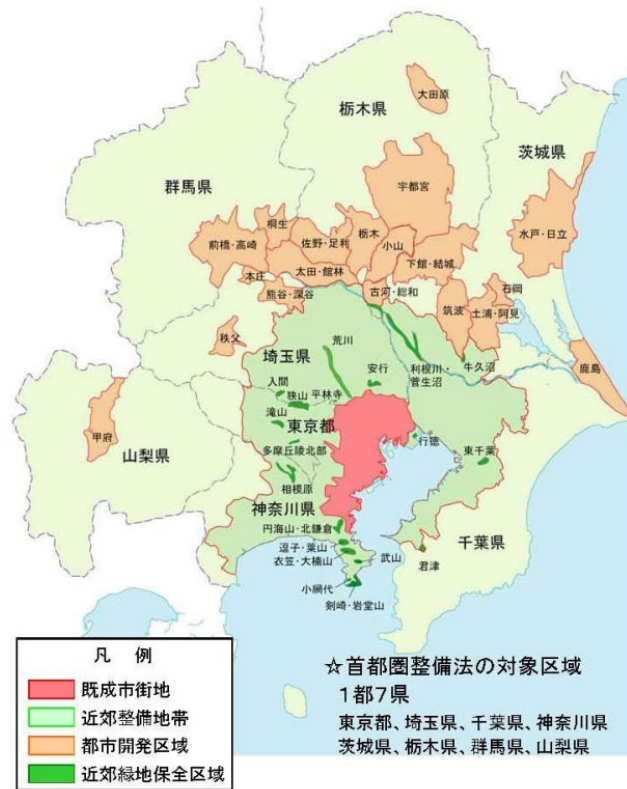 大田原
栃木県
茨城県
群馬県
宇都宮
水戸・日立
桐生
前橋・高崎
佐野・足利
栃木
小山
太田・館林
下館・結城
本庄
熊谷・深谷
古河・総和
石岡
筑波
土浦・阿見
秩父
荒川
埼玉県
安行
利根川・
菅生沼
牛久沼
鹿島
入間
狭山
平林寺
滝山
東京都
甲府
山梨県
行徳
多摩丘陵北部
東千葉
相模原
神奈川県
円海山・北鎌倉
千葉県
逗子・葉山
武山
君津
衣笠・大楠山
小網代
剣崎・岩堂山
凡 例
既成市街地
近郊整備地帯
都市開発区域
近郊緑地保全区域
☆首都圏整備法の対象区域
1都7県
東京都、埼玉県、千葉県、神奈川県
茨城県、栃木県、群馬県、山梨県